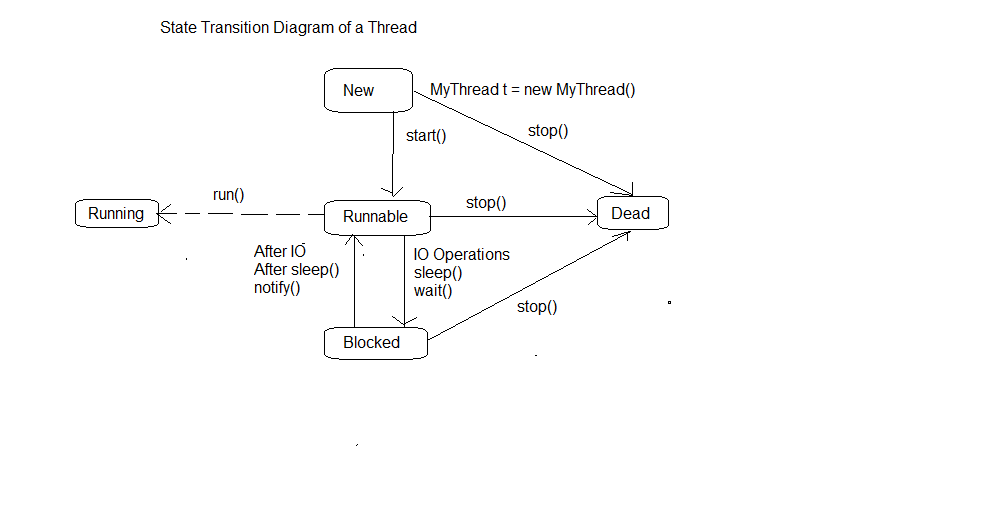 State Transition Diagram of a Thread
New
MyThread t = new MyThread()
stop()
start()
run()
stop()
Running
Runnable
Dead
After IO
After sleep()
notify()
IO Operations
sleep()
wait()
stop()
Blocked